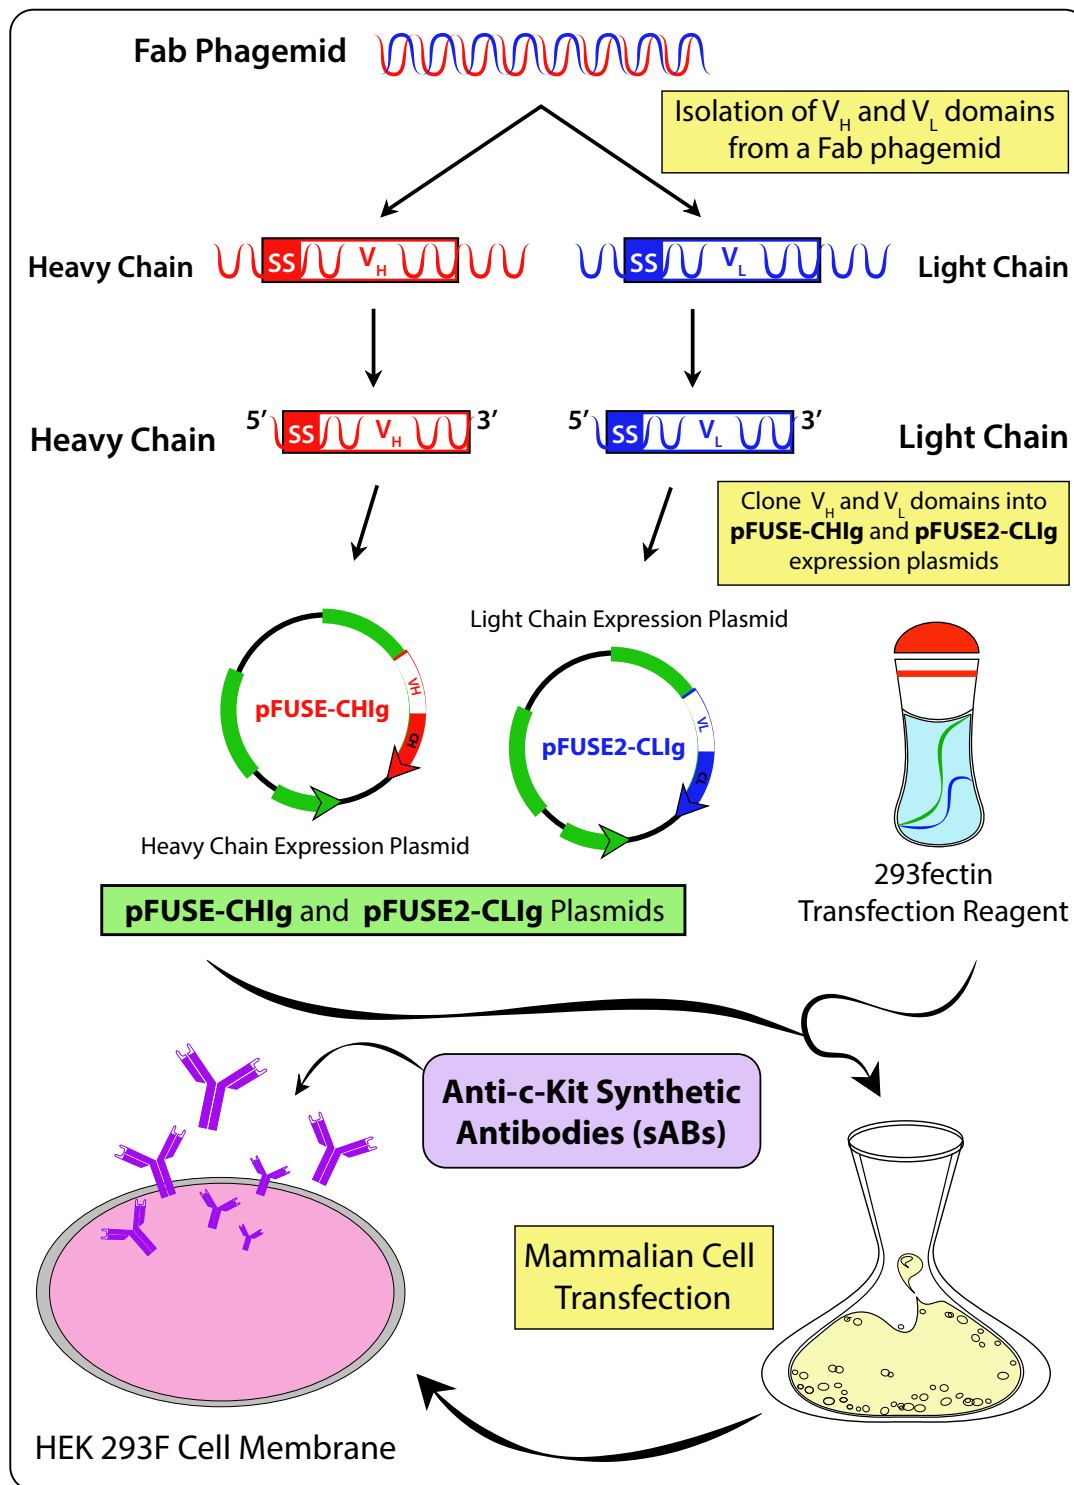 Fab Phagemid
Isolation of VH and VL domains
from a Fab phagemid
Heavy Chain
SS
VH
SS
VL
Light Chain
Heavy Chain
5′
SS
VH
3′
5′
SS
VL
3′
Light Chain
Clone VH and VL domains into
pFUSE-CHIg and pFUSE2-CLIg
expression plasmids
Light Chain Expression Plasmid
pFUSE-CHIg
VH
CH
pFUSE2-CLIg
VL
CL
Heavy Chain Expression Plasmid
293fectin
Transfection Reagent
pFUSE-CHIg and pFUSE2-CLIg Plasmids
Anti-c-Kit Synthetic
Antibodies (sABs)
Mammalian Cell
Transfection
HEK 293F Cell Membrane